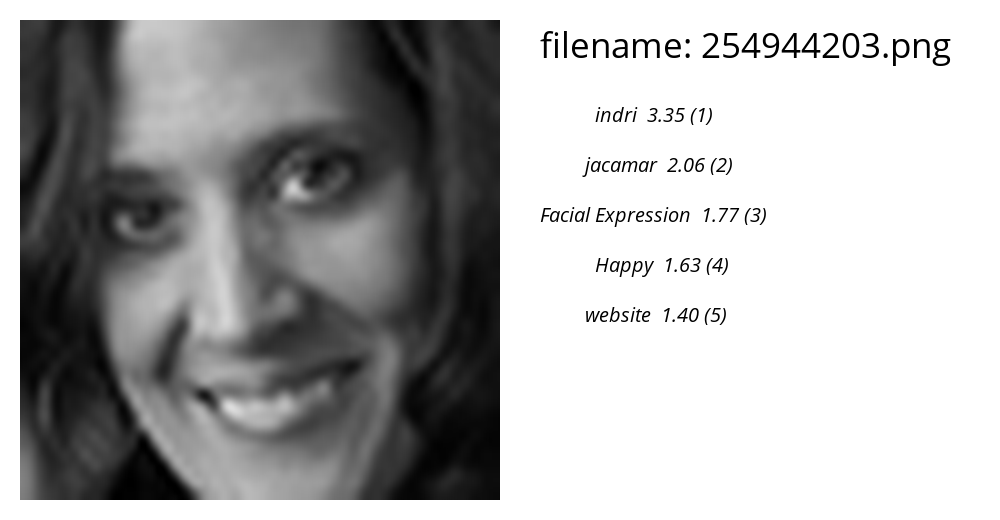 filename: 254944203.png
indri 3.35 (1)
jacamar 2.06 (2)
Facial Expression 1.77 (3)
Happy 1.63 (4)
website 1.40 (5)